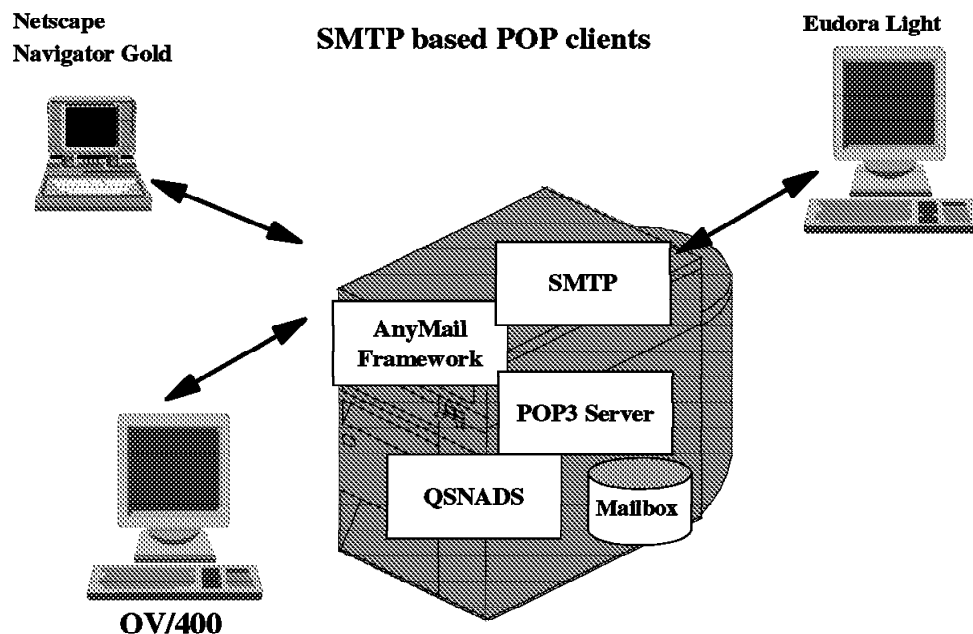 Netscape
Navigator Gold
SMTP based POP clients
Eudora Light
SMTP
AnyMail
Framework
POP3 Server
QSNADS
Mailbox
OV/400